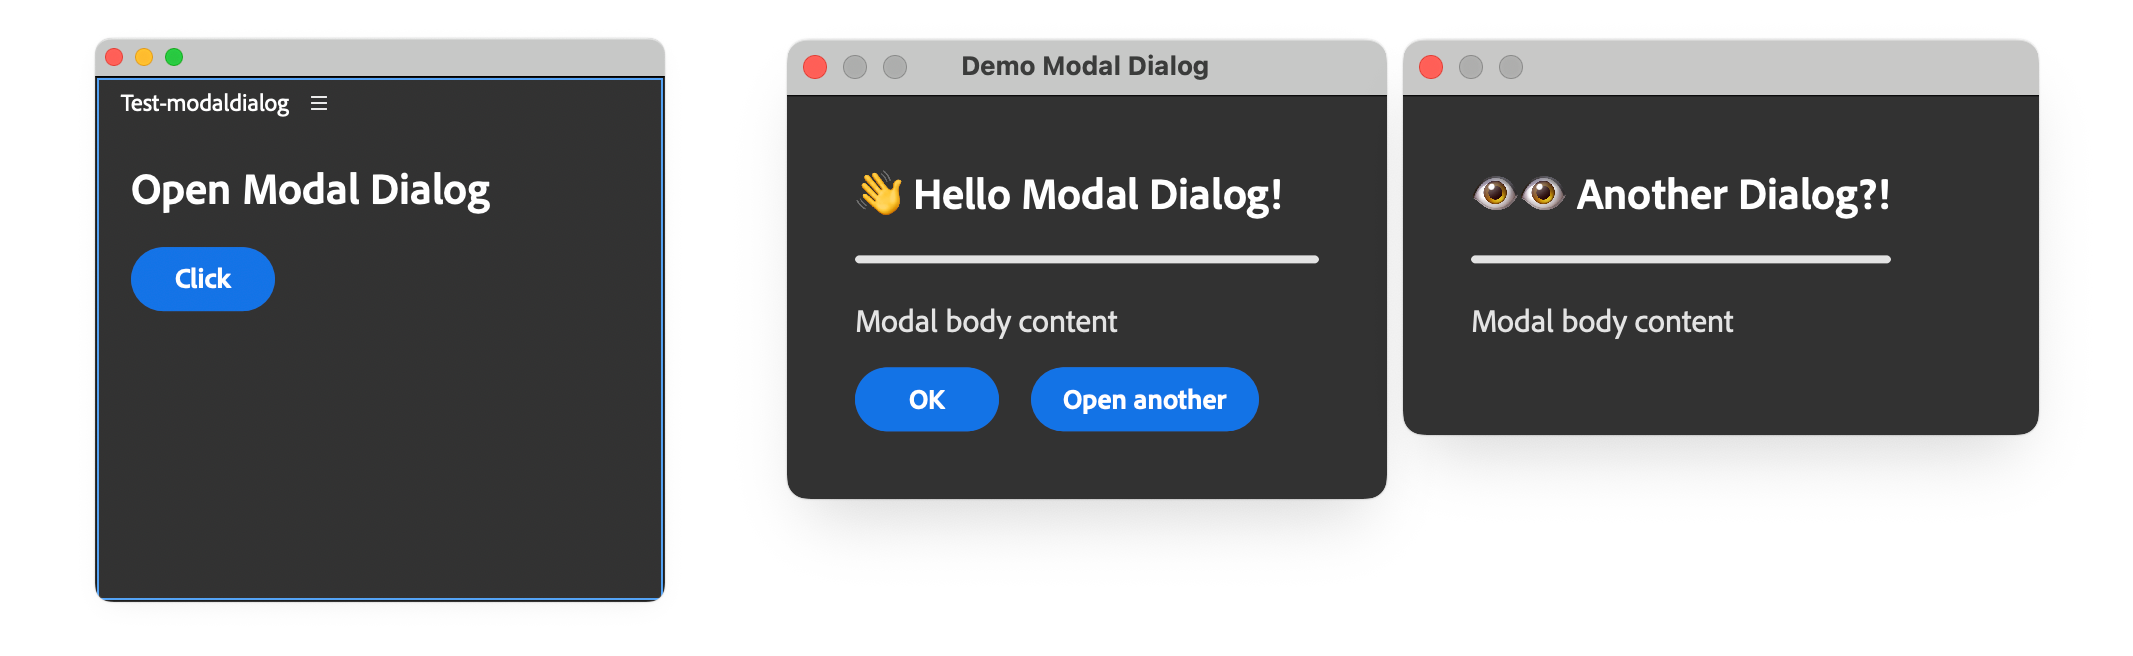 Test-modaldialog
Open Modal Dialog
Click
Demo Modal Dialog
👋 Hello Modal Dialog!
Modal body content
OK
Open another
👁️👁️ Another Dialog?!
Modal body content